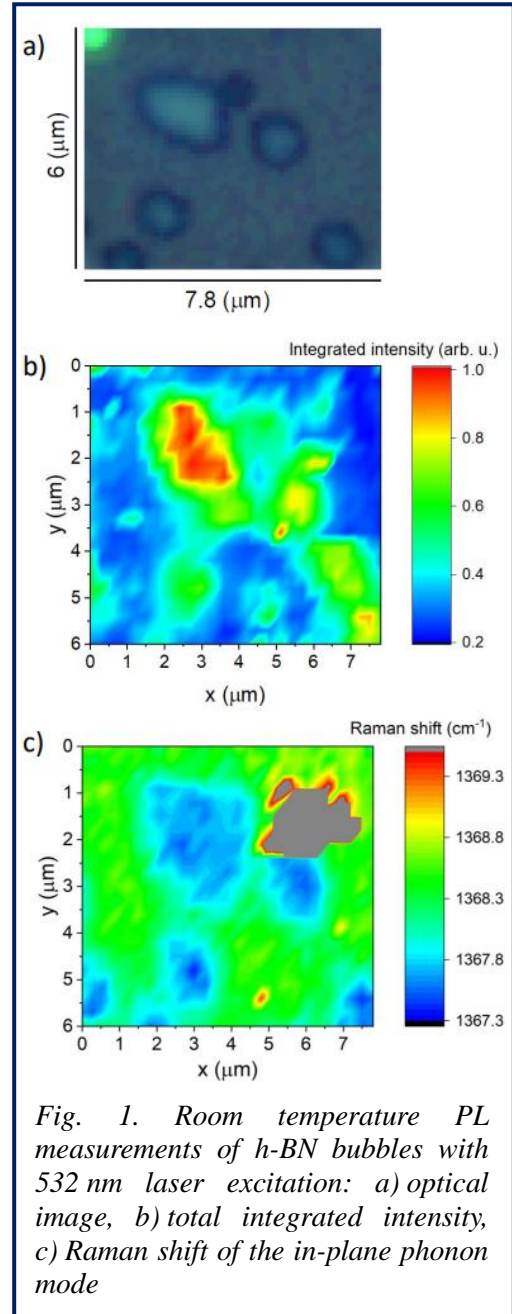 a)
6 (μm)
7.8 (μm)
b)
Integrated intensity (arb. u.)
0
1
2
3
4
5
6
y (μm)
0 1 2 3 4 5 6 7
x (μm)
1.0
0.8
0.6
0.4
0.2
c)
Raman shift (cm⁻¹)
0
1
2
3
4
5
6
y (μm)
0 1 2 3 4 5 6 7
x (μm)
1369.3
1368.8
1368.3
1367.8
1367.3
Fig. 1. Room temperature PL
measurements of h-BN bubbles with
532 nm laser excitation: a) optical
image, b) total integrated intensity,
c) Raman shift of the in-plane phonon
mode